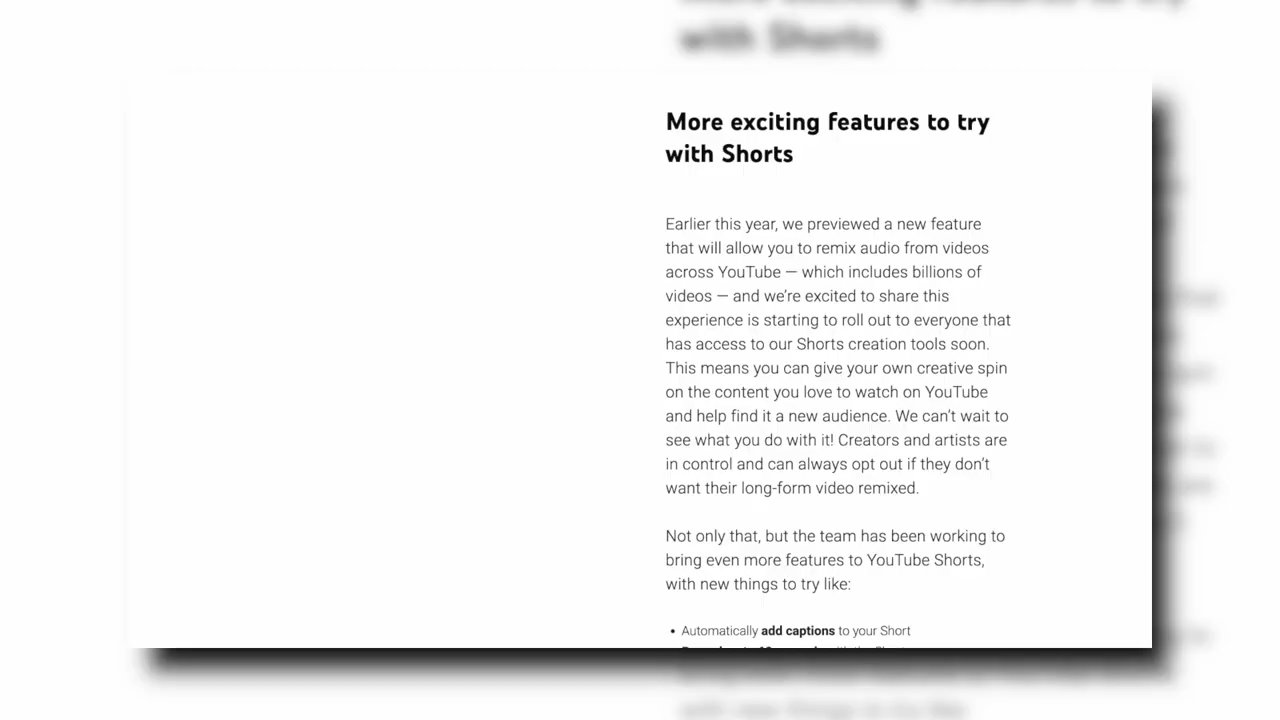 More exciting features to try
with Shorts
Earlier this year, we previewed a new feature
that will allow you to remix audio from videos
across YouTube — which includes billions of
videos — and we’re excited to share this
experience is starting to roll out to everyone that
has access to our Shorts creation tools soon.
This means you can give your own creative spin
on the content you love to watch on YouTube
and help find it a new audience. We can’t wait to
see what you do with it! Creators and artists are
in control and can always opt out if they don’t
want their long-form video remixed.
Not only that, but the team has been working to
bring even more features to YouTube Shorts,
with new things to try like:
• Automatically add captions to your Short